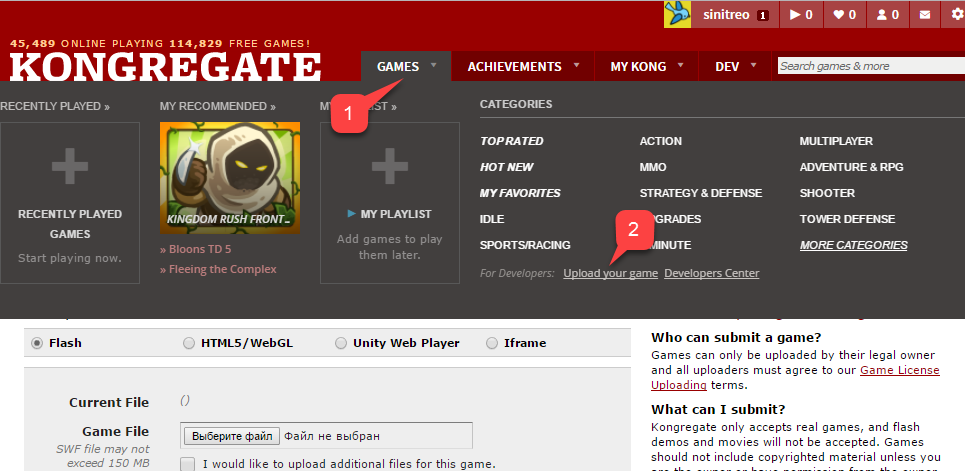 sinitreo 1 0 0 0
45,489 ONLINE PLAYING 114,829 FREE GAMES!
KONGREGATE
GAMES ACHIEVEMENTS MY KONG DEV Search games & more
1
RECENTLY PLAYED » MY RECOMMENDED » »
CATEGORIES
TOP RATED ACTION MULTIPLAYER
HOT NEW MMO ADVENTURE & RPG
MY FAVORITES STRATEGY & DEFENSE SHOOTER
IDLE TOWER DEFENSE
SPORTS/RACING MORE CATEGORIES
2
RECENTLY PLAYED
GAMES
Start playing now.
KINGDOM RUSH FRONT...
» Bloons TD 5
» Fleeing the Complex
MY PLAYLIST
Add games to play
them later.
For Developers: Upload your game Developers Center
Flash HTML5/WebGL Unity Web Player Iframe
Current File ()
Game File Выберите файл Файл не выбран
SWF file may not
exceed 150 MB
I would like to upload additional files for this game.
Who can submit a game?
Games can only be uploaded by their legal owner
and all uploaders must agree to our Game License
Uploading terms.
What can I submit?
Kongregate only accepts real games, and flash
demos and movies will not be accepted. Games
should not include copyrighted material unless you